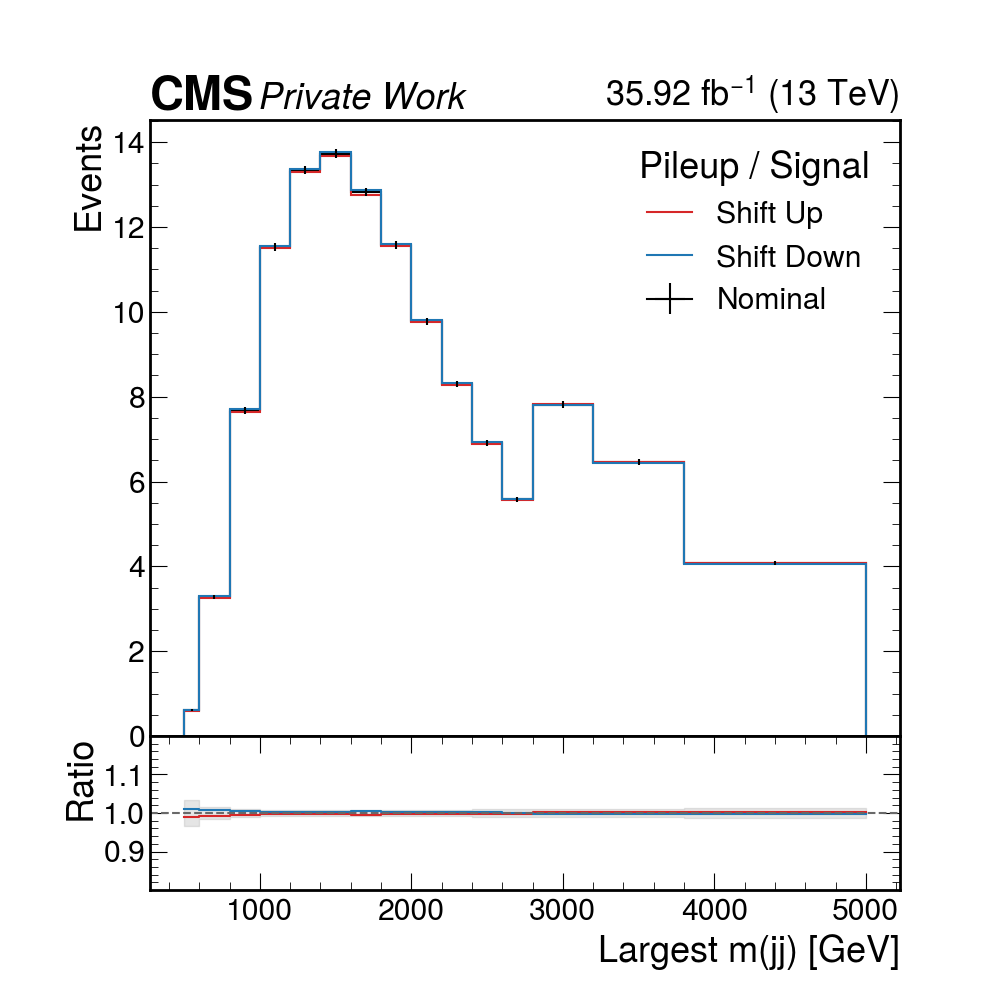 CMS Private Work 35.92 fb⁻¹ (13 TeV)
Events
14
12
10
8
6
4
2
0
Pileup / Signal
Shift Up
Shift Down
Nominal
Ratio
1.1
1.0
0.9
1000 2000 3000 4000 5000
Largest m(jj) [GeV]